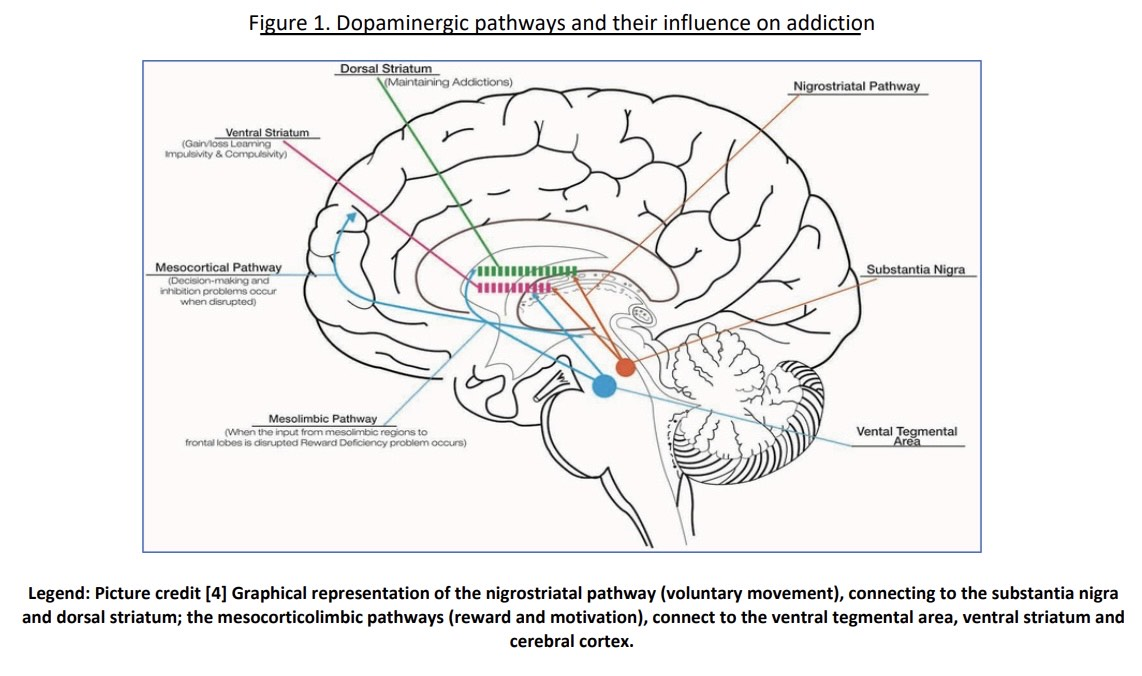 Figure 1. Dopaminergic pathways and their influence on addiction
Dorsal Striatum
(Maintaining Addictions)
Nigrostriatal Pathway
Ventral Striatum
(Gain/loss Learning
Impulsivity & Compulsivity)
Mesocortical Pathway
(Decision-making and
inhibition problems occur
when disrupted)
Substantia Nigra
Mesolimbic Pathway
(When the input from mesolimbic regions to
frontal lobes is disrupted Reward Deficiency problem occurs)
Vental Tegmental
Area
Legend: Picture credit [4] Graphical representation of the nigrostriatal pathway (voluntary movement), connecting to the substantia nigra
and dorsal striatum; the mesocorticolimbic pathways (reward and motivation), connect to the ventral tegmental area, ventral striatum and
cerebral cortex.